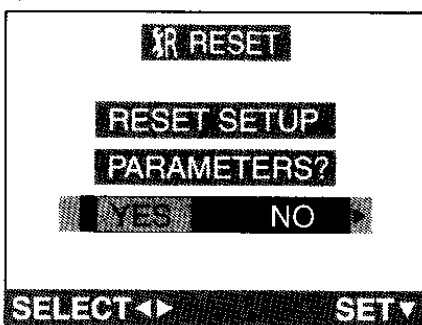 RESET
RESET SETUP
PARAMETERS?
YES NO
SELECT◄► SET▼